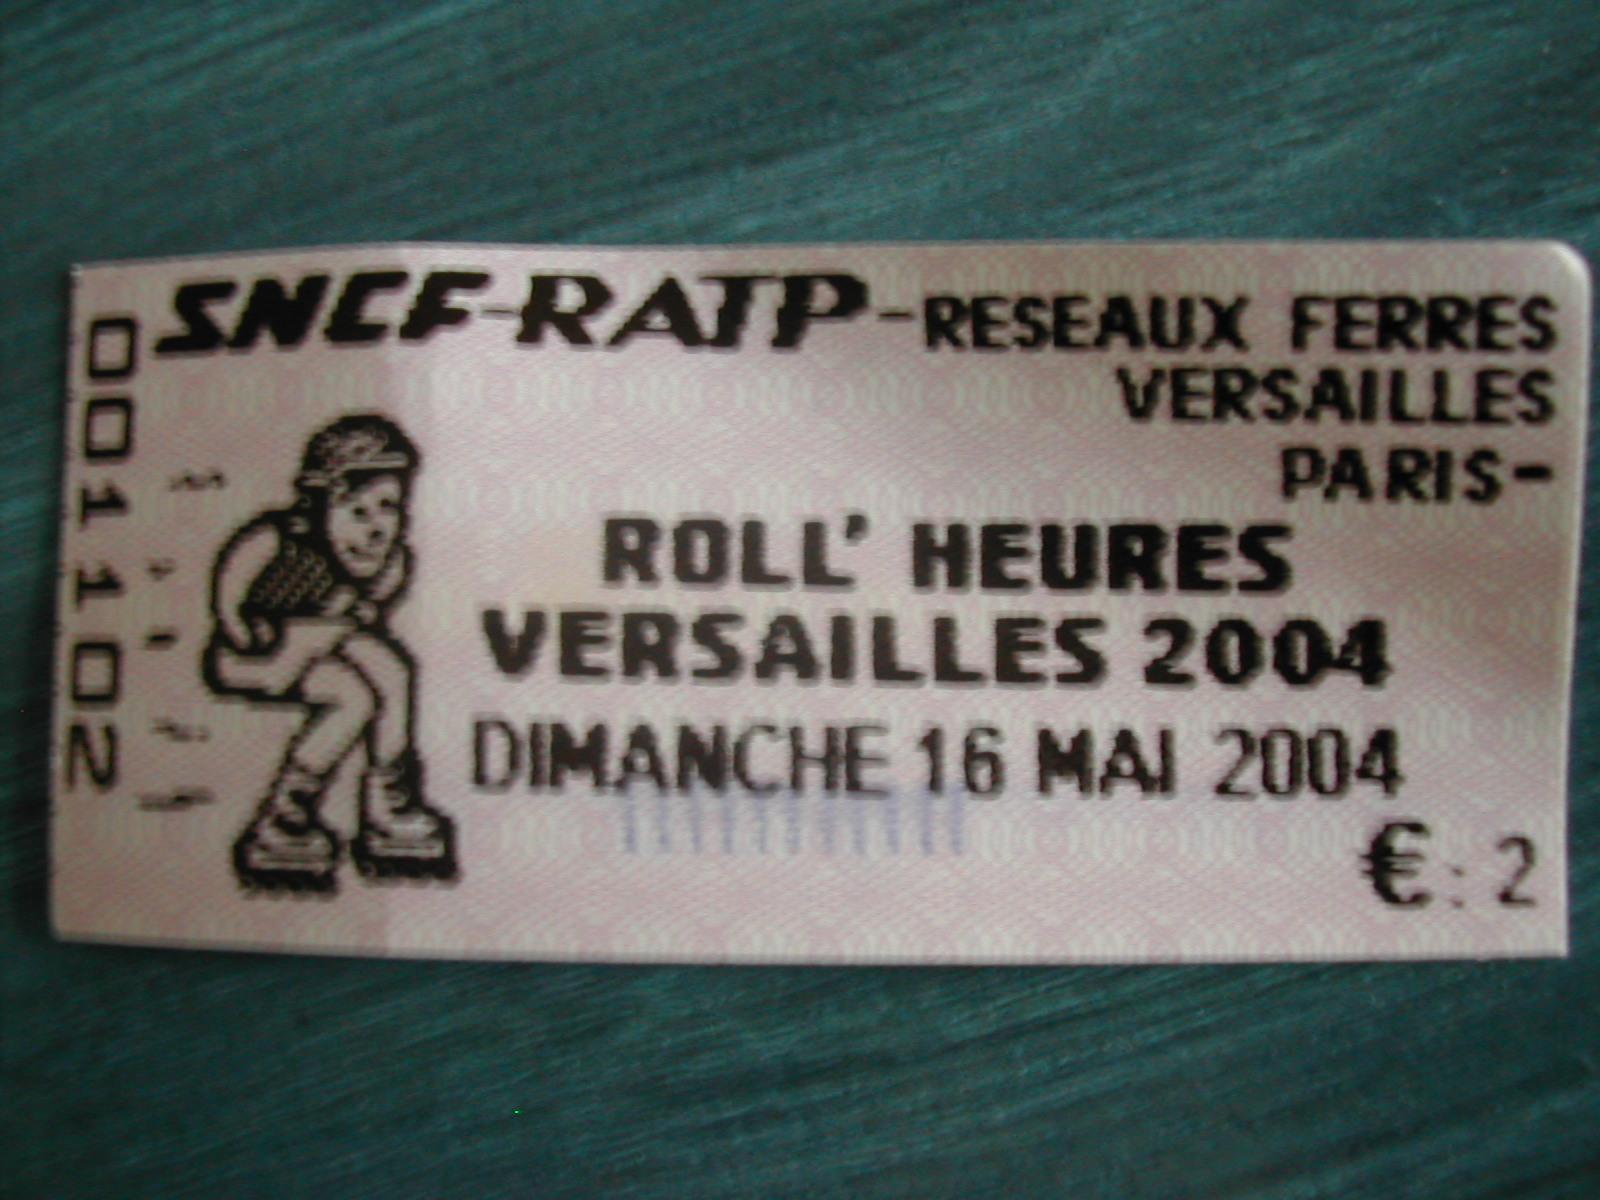 SNCF-RATP-RESEAUX FERRES
VERSAILLES
PARIS-
ROLL' HEURES
VERSAILLES 2004
DIMANCHE 16 MAI 2004
€: 2
001102